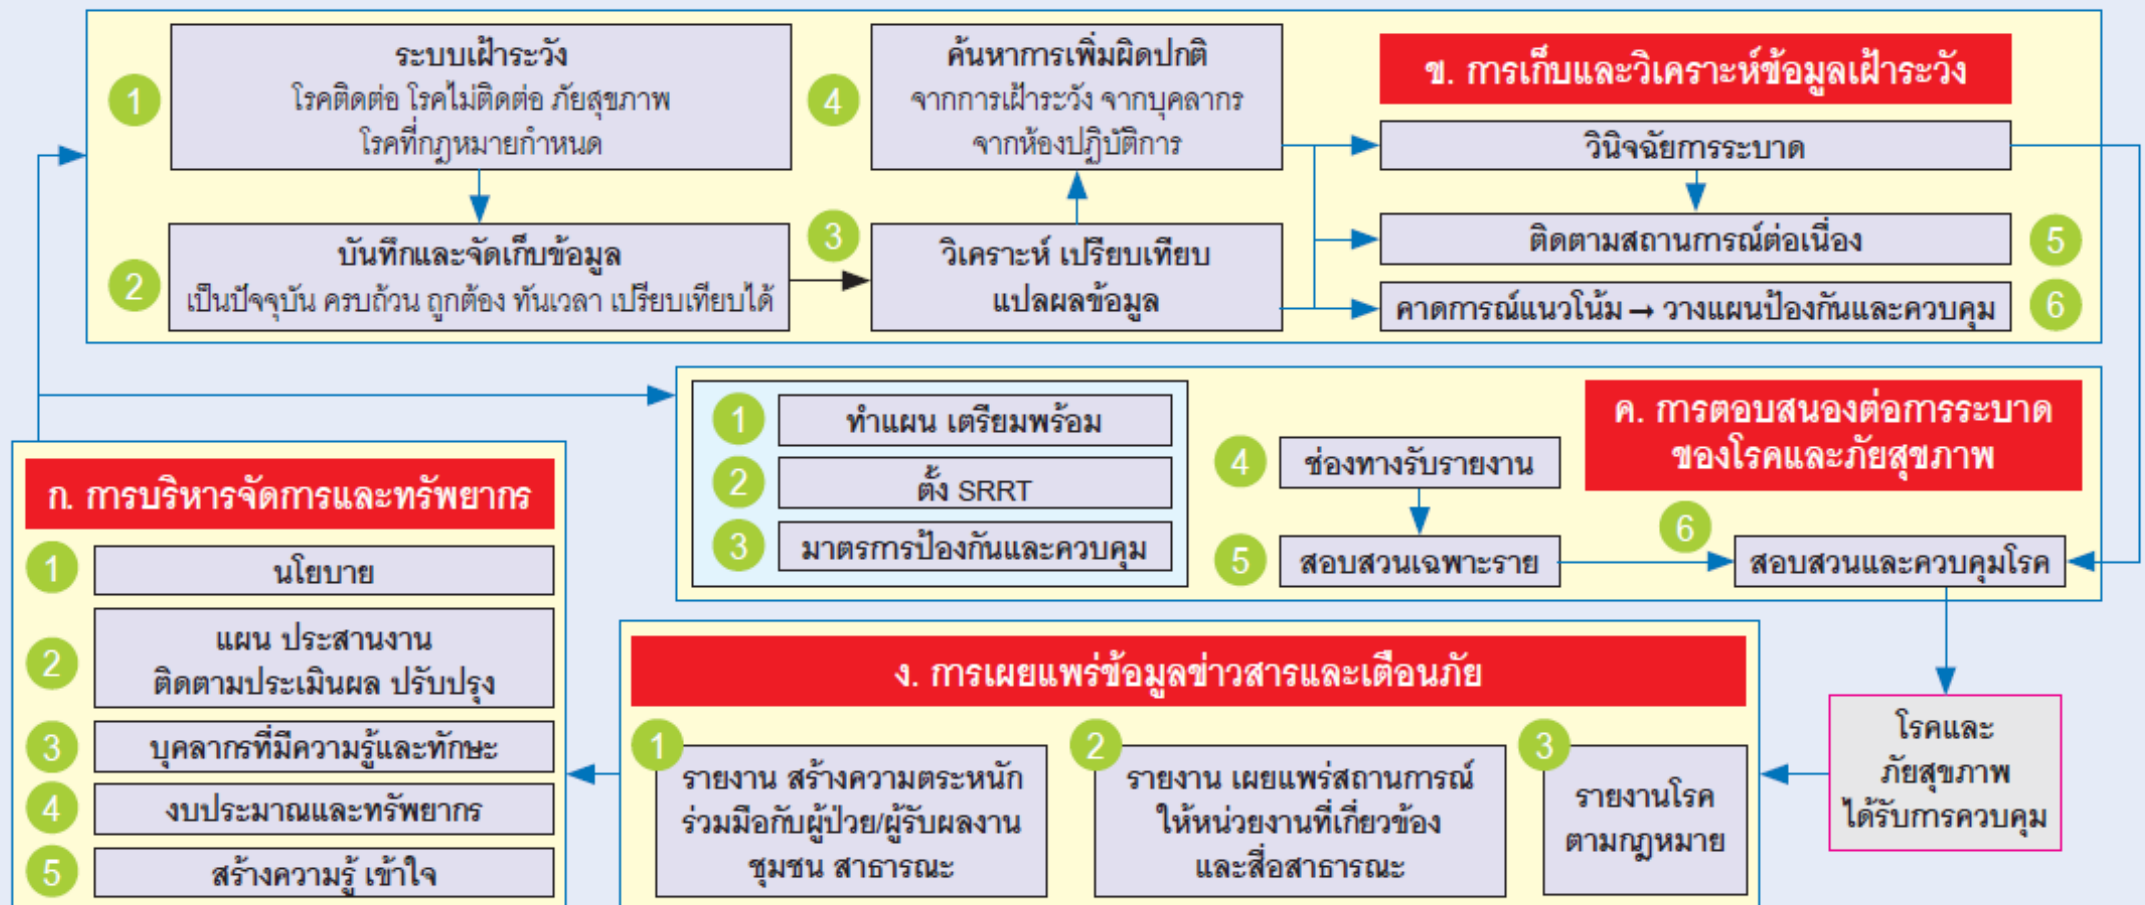 1
ระบบเฝ้าระวัง
โรคติดต่อ โรคไม่ติดต่อ ภัยสุขภาพ
โรคที่กฎหมายกำหนด
2
บันทึกและจัดเก็บข้อมูล
เป็นปัจจุบัน ครบถ้วน ถูกต้อง ทันเวลา เปรียบเทียบได้
3
วิเคราะห์ เปรียบเทียบ
แปลผลข้อมูล
4
ค้นหาการเพิ่มผิดปกติ
จากการเฝ้าระวัง จากบุคลากร
จากห้องปฏิบัติการ
ข. การเก็บและวิเคราะห์ข้อมูลเฝ้าระวัง
วินิจฉัยการระบาด
ติดตามสถานการณ์ต่อเนื่อง
5
คาดการณ์แนวโน้ม → วางแผนป้องกันและควบคุม
6
ค. การตอบสนองต่อการระบาด
ของโรคและภัยสุขภาพ
1
ทำแผน เตรียมพร้อม
2
ตั้ง SRRT
3
มาตรการป้องกันและควบคุม
4
ช่องทางรับรายงาน
5
สอบสวนเฉพาะราย
6
สอบสวนและควบคุมโรค
โรคและ
ภัยสุขภาพ
ได้รับการควบคุม
ก. การบริหารจัดการและทรัพยากร
1
นโยบาย
2
แผน ประสานงาน
ติดตามประเมินผล ปรับปรุง
3
บุคลากรที่มีความรู้และทักษะ
4
งบประมาณและทรัพยากร
5
สร้างความรู้ เข้าใจ
ง. การเผยแพร่ข้อมูลข่าวสารและเตือนภัย
1
รายงาน สร้างความตระหนัก
ร่วมมือกับผู้ป่วย/ผู้รับผลงาน
ชุมชน สาธารณะ
2
รายงาน เผยแพร่สถานการณ์
ให้หน่วยงานที่เกี่ยวข้อง
และสื่อสาธารณะ
3
รายงานโรค
ตามกฎหมาย